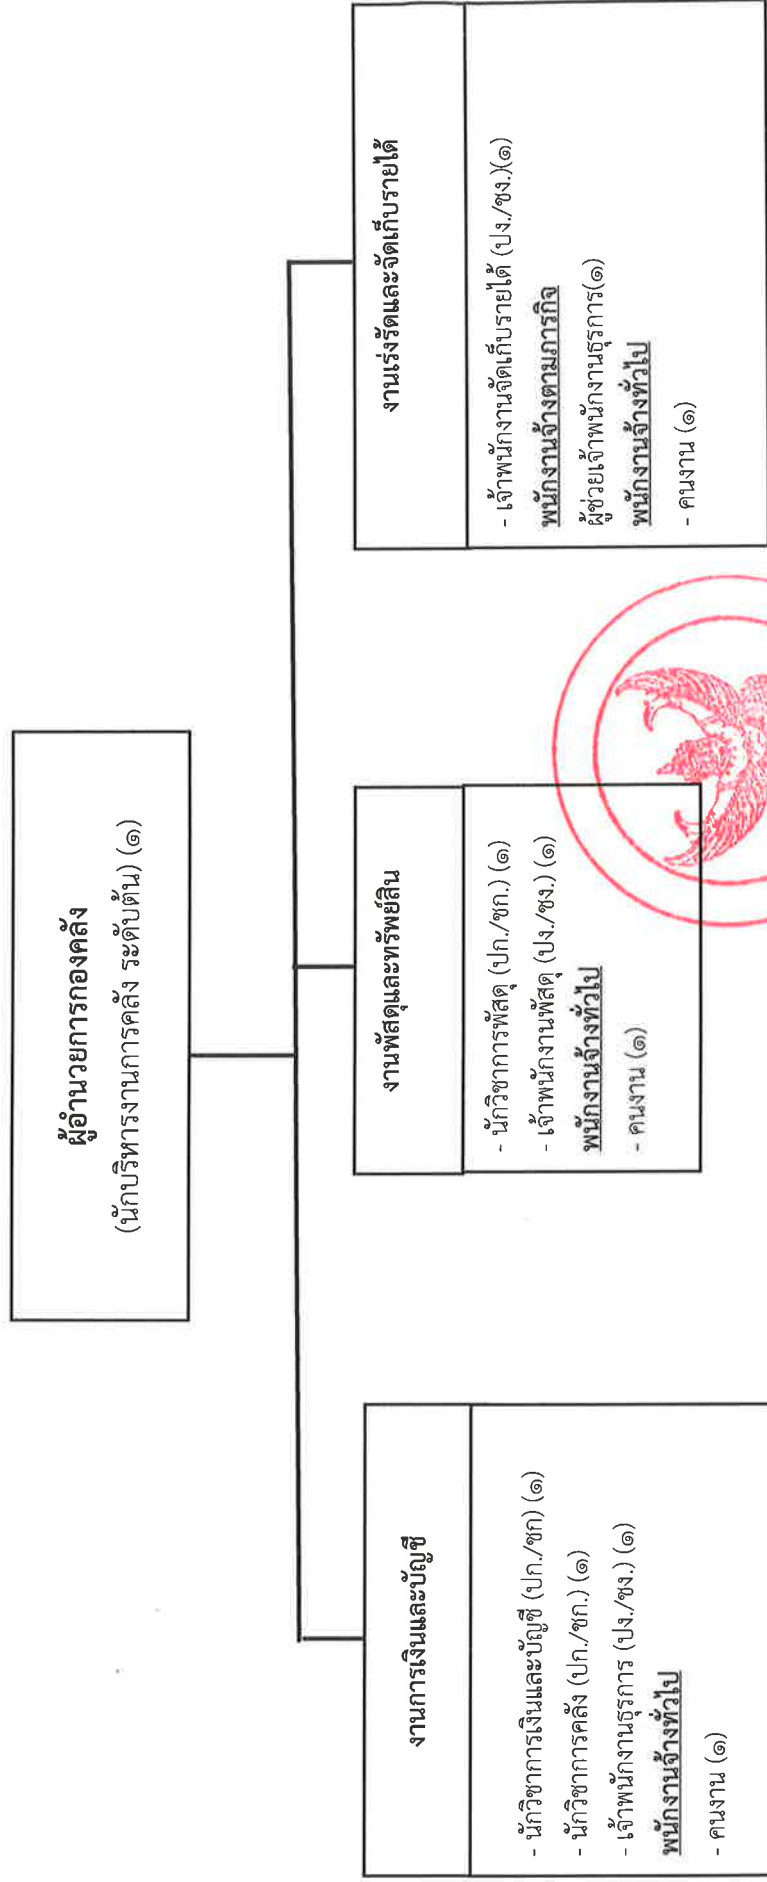 ผู้อำนวยการกองคลัง
(นักบริหารงานการคลัง ระดับต้น) (๑)
งานการเงินและบัญชี
- นักวิชาการเงินและบัญชี (ปก./ชก) (๑)
- นักวิชาการคลัง (ปก./ชก.) (๑)
- เจ้าพนักงานธุรการ (ปง./ชง.) (๑)
พนักงานจ้างทั่วไป
- คนงาน (๑)
งานพัสดุและทรัพย์สิน
- นักวิชาการพัสดุ (ปก./ชก.) (๑)
- เจ้าพนักงานพัสดุ (ปง./ชง.) (๑)
พนักงานจ้างทั่วไป
- คนงาน (๑)
งานเร่งรัดและจัดเก็บรายได้
- เจ้าพนักงานจัดเก็บรายได้ (ปง./ชง.)(๑)
พนักงานจ้างตามภารกิจ
ผู้ช่วยเจ้าพนักงานธุรการ(๑)
พนักงานจ้างทั่วไป
- คนงาน (๑)